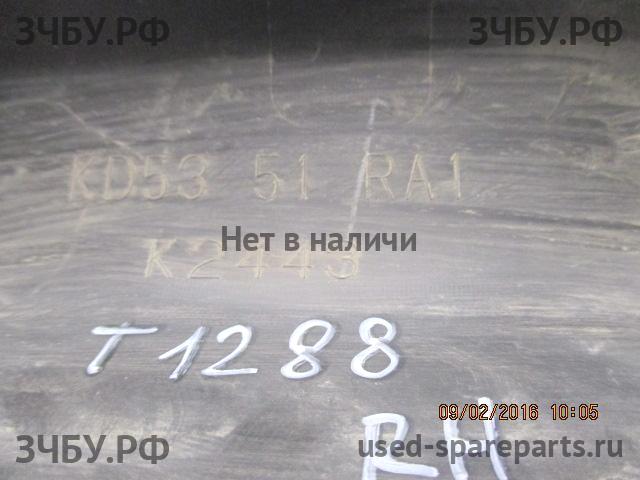 ЗЧБУ.РФ ЗЧБУ.РФ
KD53 51 RA1
Нет в наличи
K2443
T1288
09/02/2016 10:05
ЗЧБУ.РФ used-spareparts.ru
RH